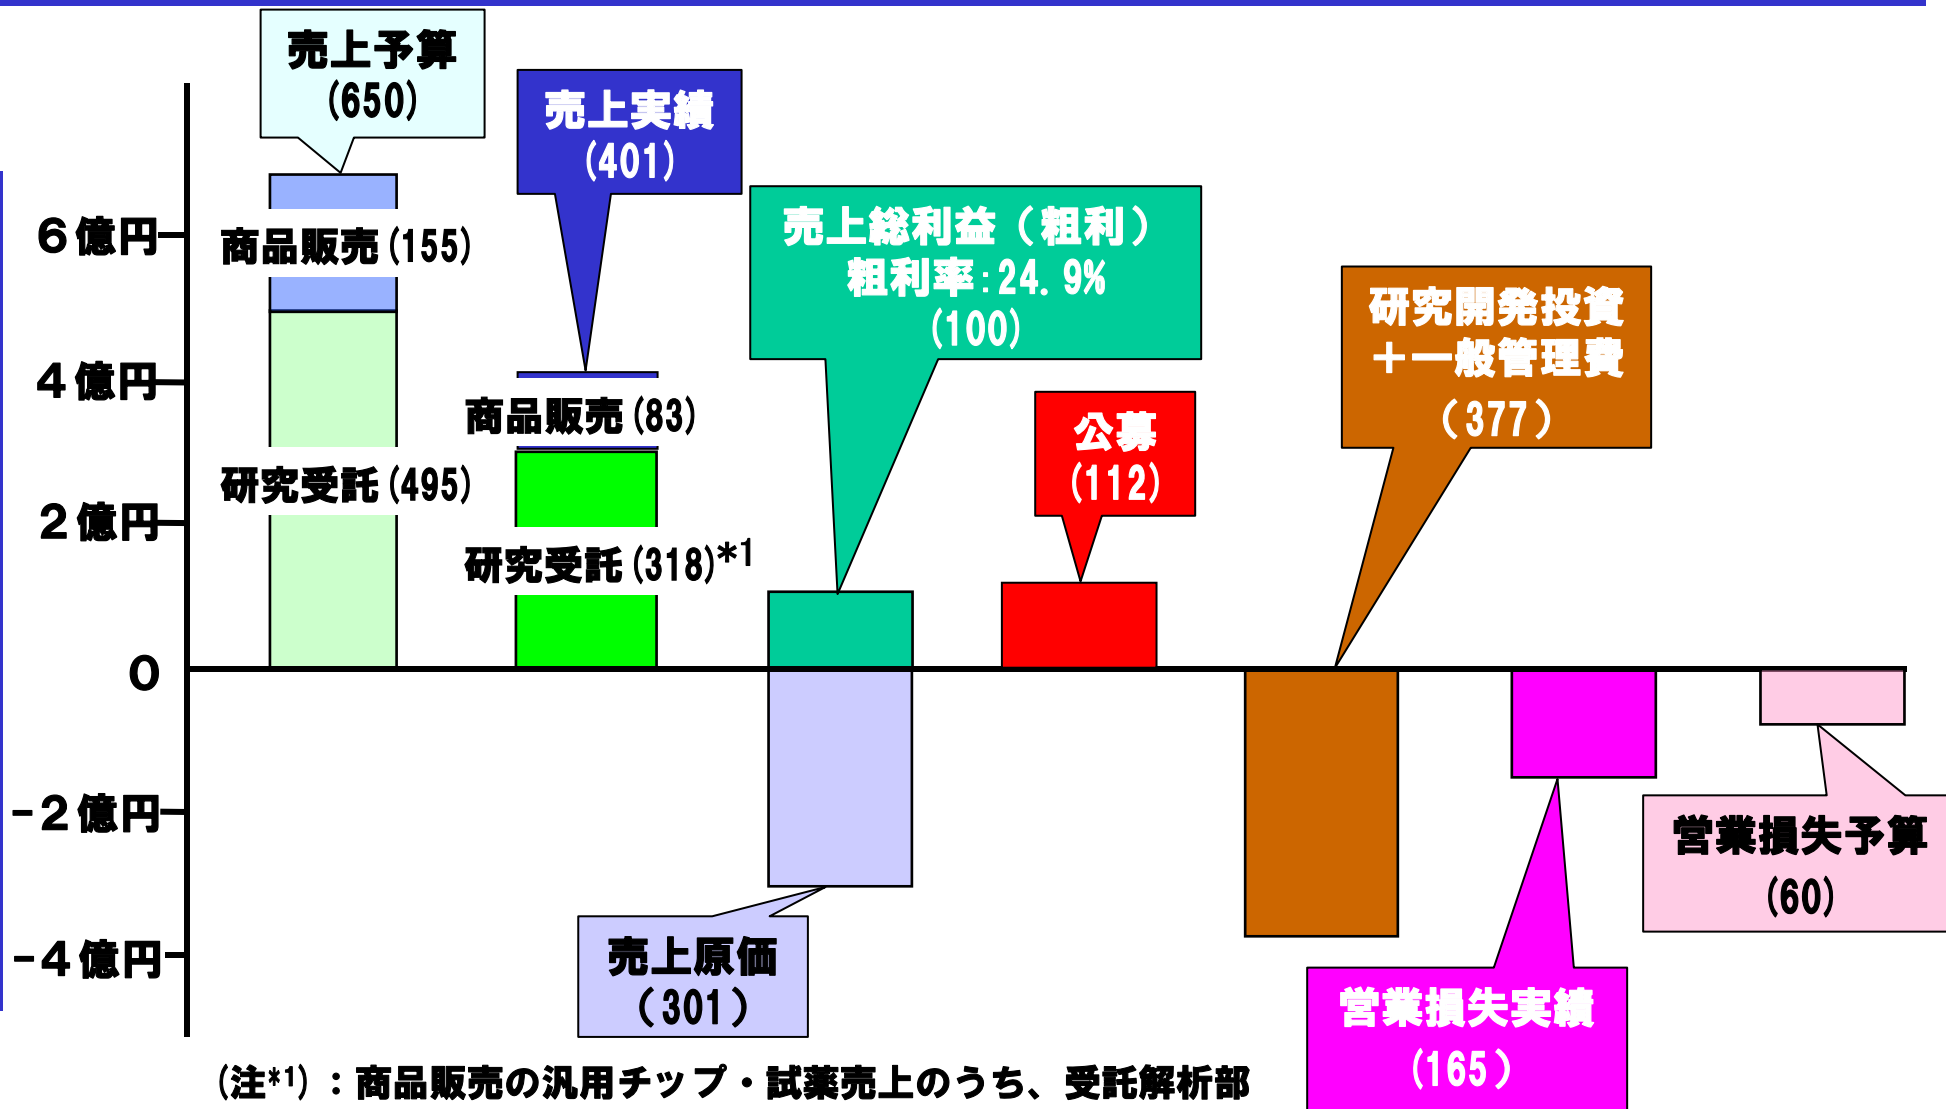 売上予算
(650)
売上実績
(401)
売上総利益（粗利）
粗利率:24.9%
(100)
研究開発投資
＋一般管理費
（377）
公募
(112)
6億円
4億円
2億円
0
-2億円
-4億円
商品販売(155)
研究受託(495)
商品販売(83)
研究受託(318)*1
売上原価
（301）
営業損失実績
(165)
営業損失予算
(60)
(注*1)：商品販売の汎用チップ・試薬売上のうち、受託解析部